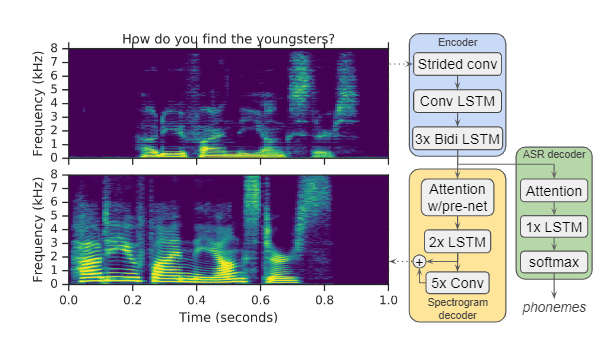 How do you find the youngsters?
8
7
6
5
4
3
2
1
0
Frequency (kHz)
8
7
6
5
4
3
2
1
0
Frequency (kHz)
0.0 0.2 0.4 0.6 0.8 1.0
Time (seconds)
Encoder
Strided conv
Conv LSTM
3x Bidi LSTM
Attention
w/pre-net
2x LSTM
+
5x Conv
Spectrogram
decoder
ASR decoder
Attention
1x LSTM
softmax
phonemes